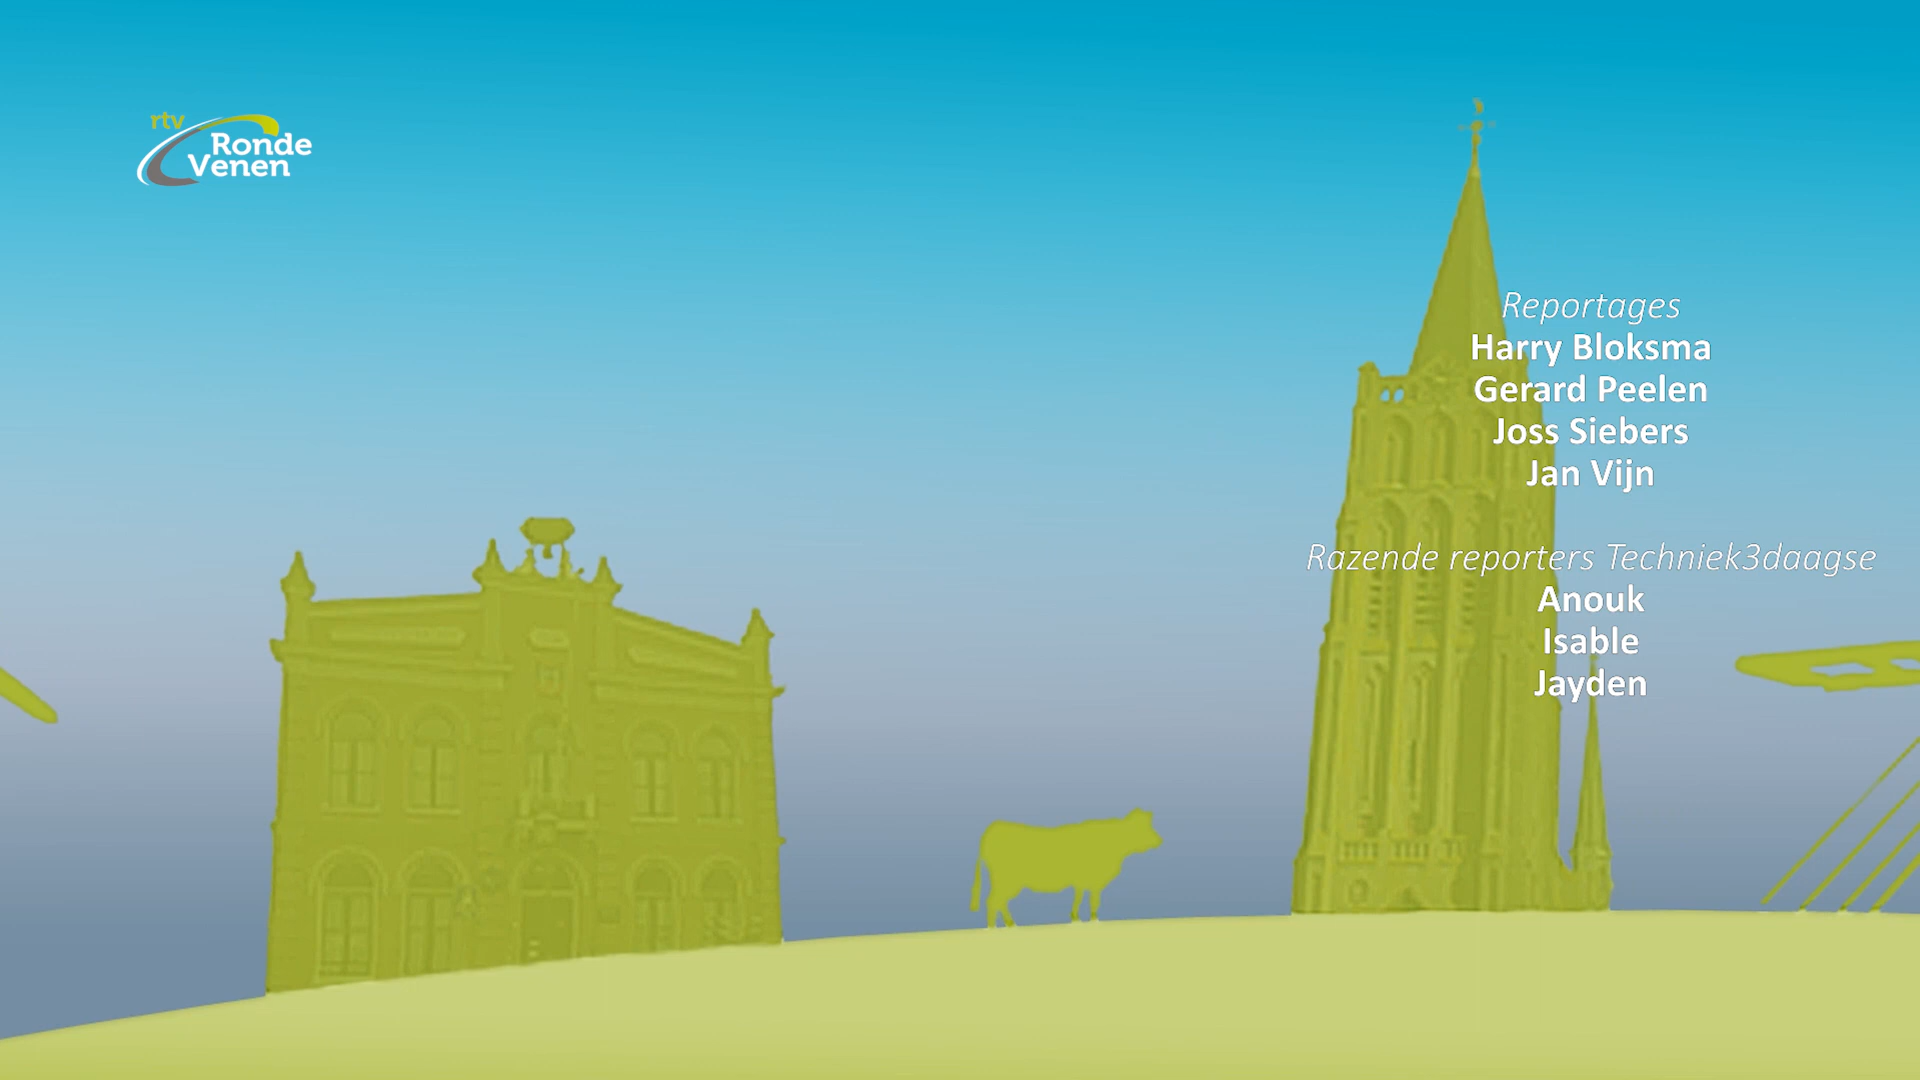 rtv
Ronde
Venen
Reportages
Harry Bloksma
Gerard Peelen
Joss Siebers
Jan Vijn
Razende reporters Techniek3daagse
Anouk
Isable
Jayden